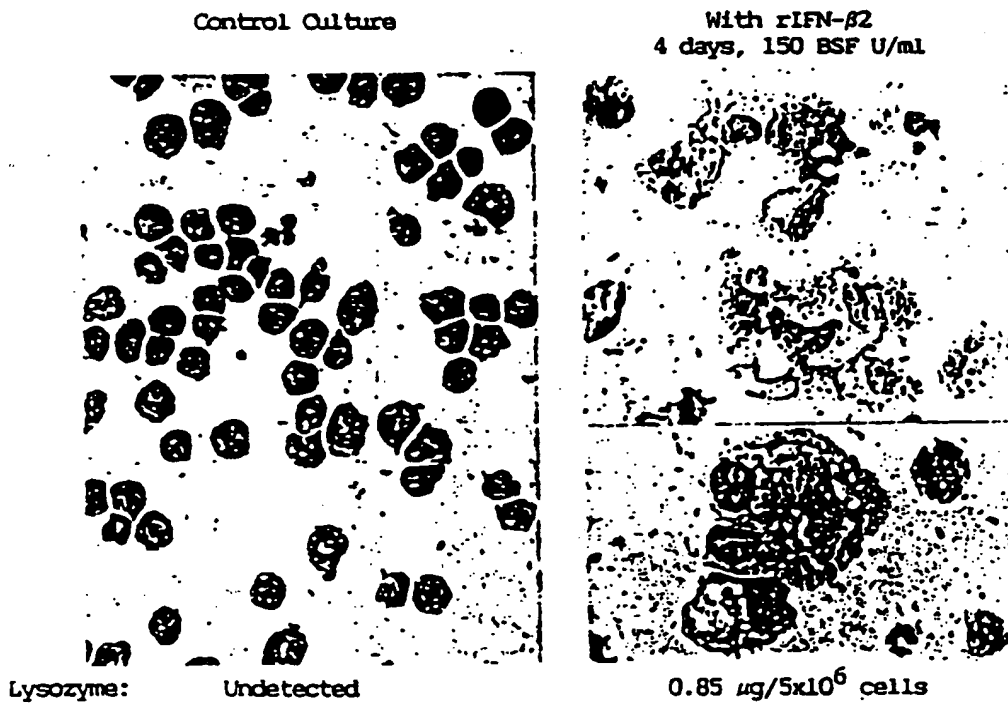 Control Culture
With rIFN-β2
4 days, 150 BSF U/ml
Lysozyme: Undetected
0.85 μg/5x10⁶ cells